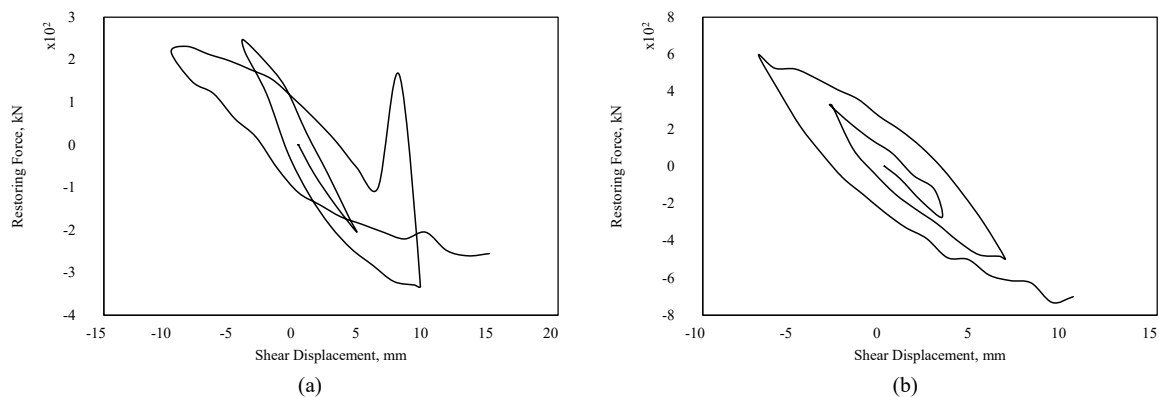 x10²
3
2
1
0
-1
-2
-3
-4
-15 -10 -5 0 5 10 15 20
Restoring Force, kN
Shear Displacement, mm
(a)
x10²
8
6
4
2
0
-2
-4
-6
-8
-10 -5 0 5 10 15
Restoring Force, kN
Shear Displacement, mm
(b)